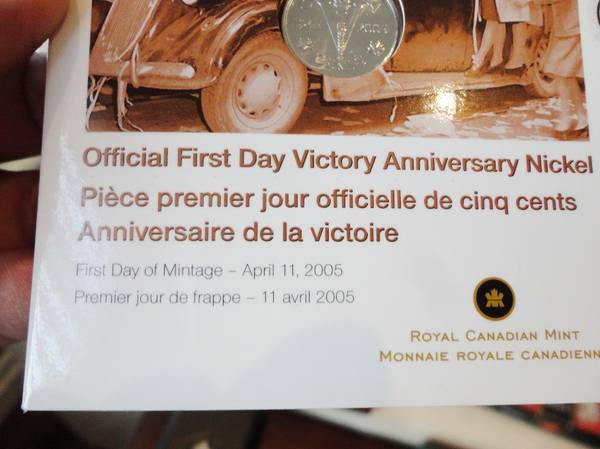 Official First Day Victory Anniversary Nickel
Pièce premier jour officielle de cinq cents
Anniversaire de la victoire
First Day of Mintage – April 11, 2005
Premier jour de frappe – 11 avril 2005
ROYAL CANADIAN MINT
MONNAIE ROYALE CANADIENN